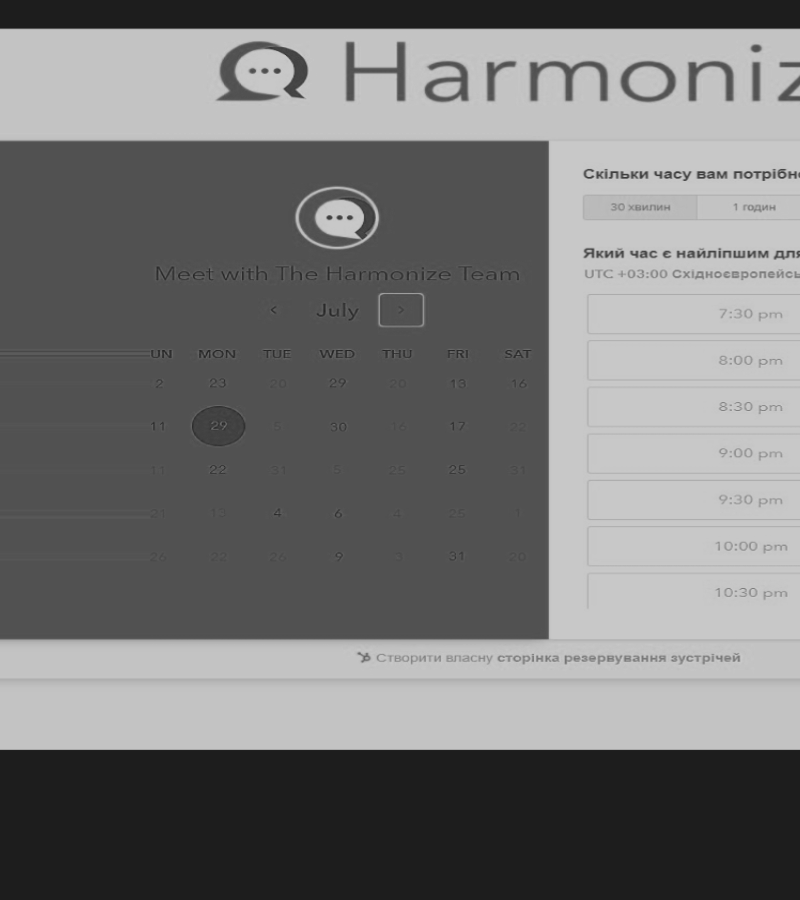 Harmoniz
Meet with The Harmonize Team
July
UN MON TUE WED THU FRI SAT
2 23 20 29 20 13 16
11 29 5 30 16 17 22
11 22 31 5 25 25 31
21 13 4 6 4 25 1
26 22 26 9 3 31 20
Скільки часу вам потрібно
30 хвилин 1 годин
Який час є найліпшим для
UTC +03:00 Східноєвропейсь
7:30 pm
8:00 pm
8:30 pm
9:00 pm
9:30 pm
10:00 pm
10:30 pm
Створити власну сторінка резервування зустрічей